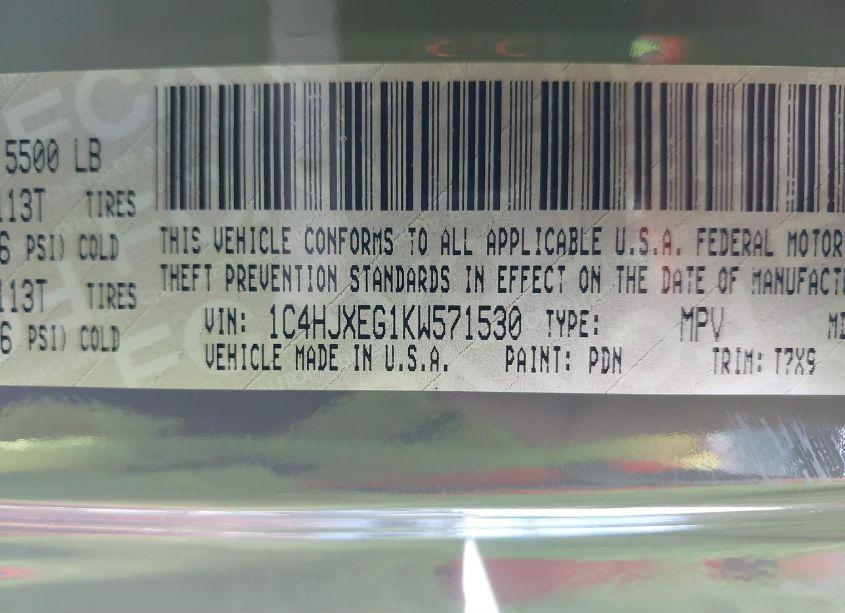 5500 LB
113T TIRES
6 PSI) COLD
113T TIRES
6 PSI) COLD
THIS VEHICLE CONFORMS TO ALL APPLICABLE U.S.A. FEDERAL MOTOR
THEFT PREVENTION STANDARDS IN EFFECT ON THE DATE OF MANUFACTU
VIN: 1C4HJXEG1KW571530 TYPE: MPV
VEHICLE MADE IN U.S.A. PAINT: PDN TRIM: T7X9